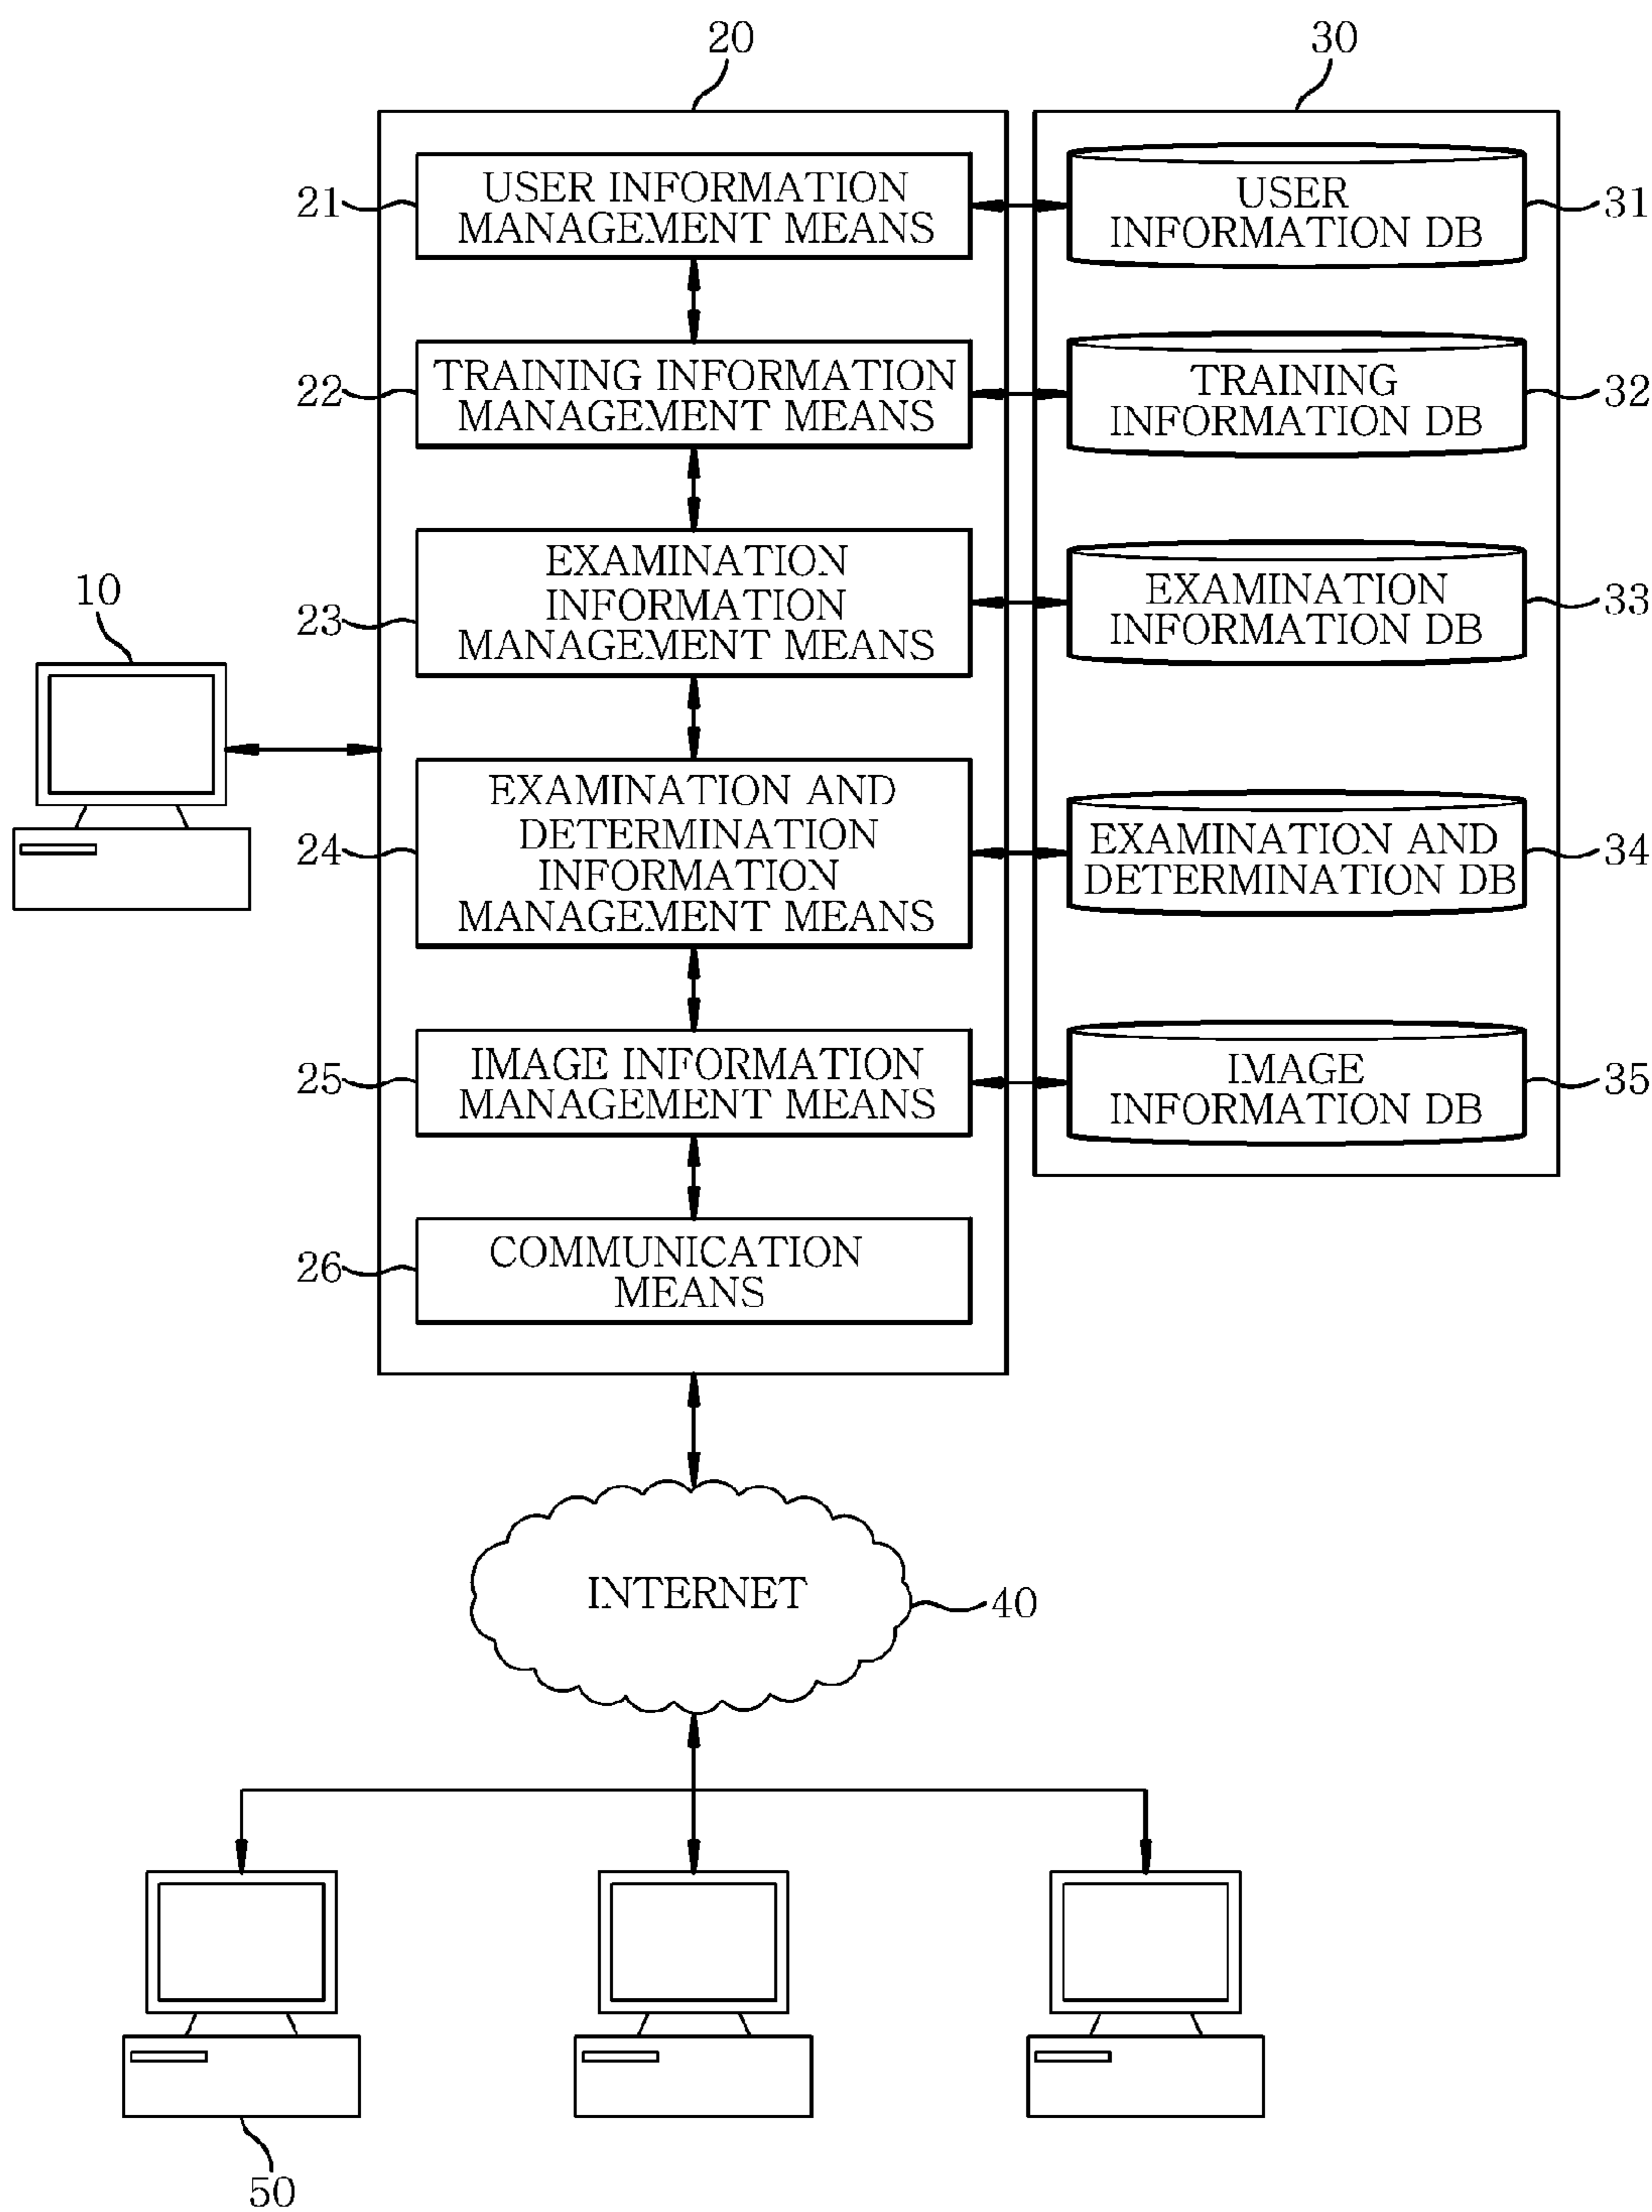 20
30
21
USER INFORMATION
MANAGEMENT MEANS
USER
INFORMATION DB
31
22
TRAINING INFORMATION
MANAGEMENT MEANS
TRAINING
INFORMATION DB
32
10
23
EXAMINATION
INFORMATION
MANAGEMENT MEANS
EXAMINATION
INFORMATION DB
33
24
EXAMINATION AND
DETERMINATION
INFORMATION
MANAGEMENT MEANS
EXAMINATION AND
DETERMINATION DB
34
25
IMAGE INFORMATION
MANAGEMENT MEANS
IMAGE
INFORMATION DB
35
26
COMMUNICATION
MEANS
INTERNET
40
50